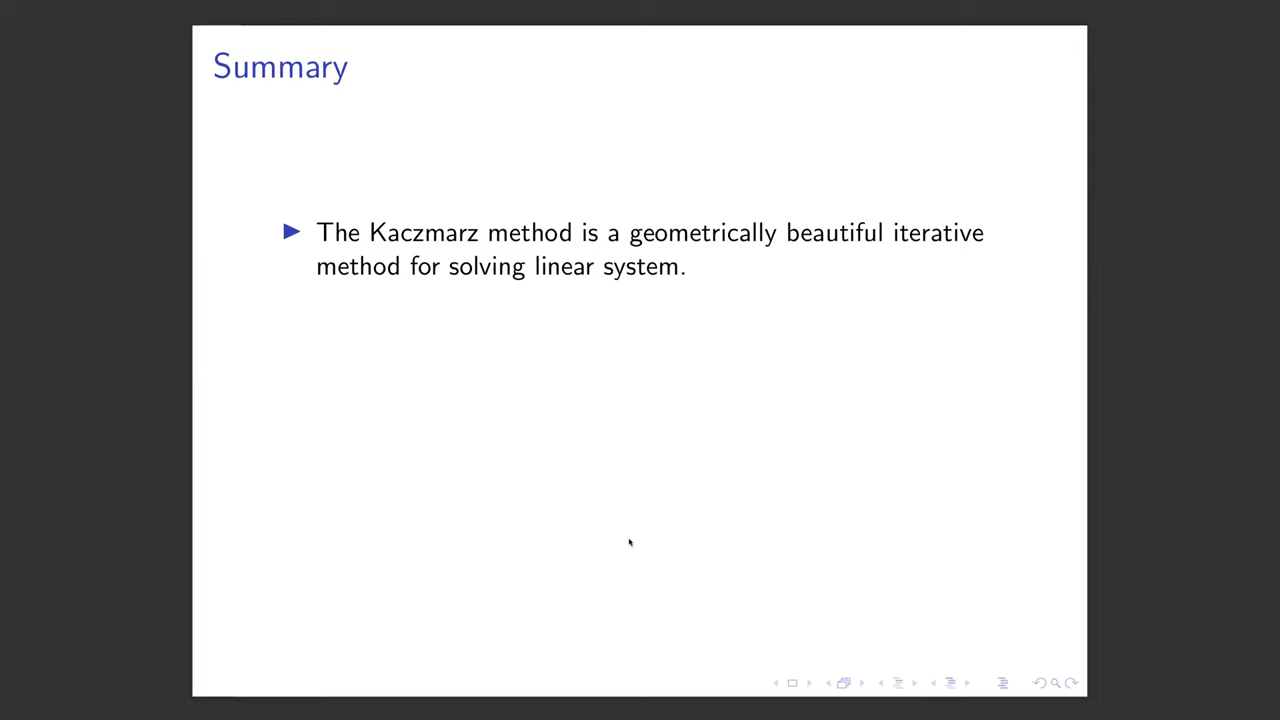 Summary
The Kaczmarz method is a geometrically beautiful iterative
method for solving linear system.